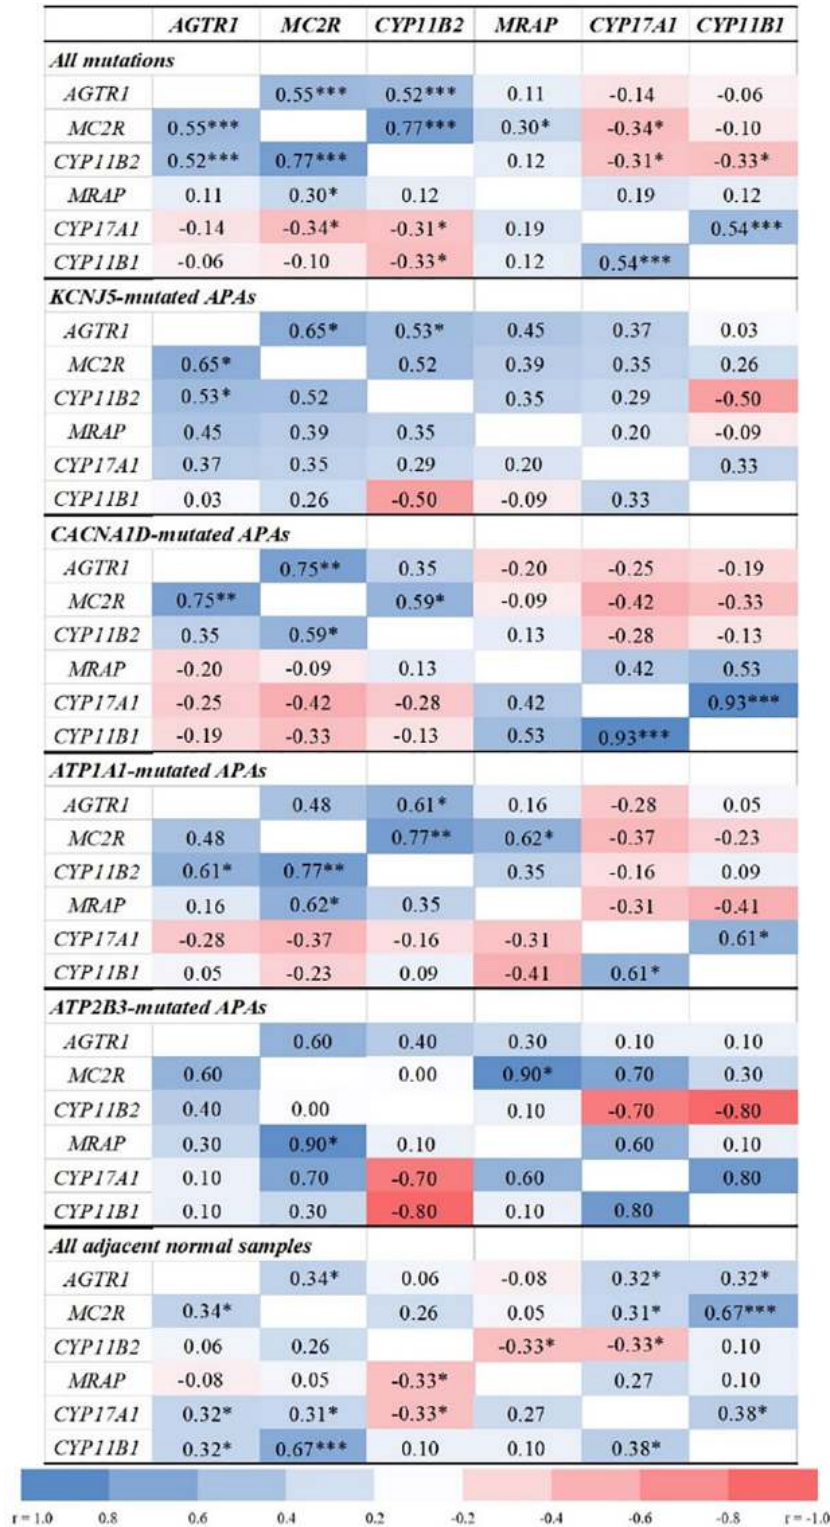 AGTR1 MC2R CYP11B2 MRAP CYP17A1 CYP11B1
All mutations
AGTR1 0.55*** 0.52*** 0.11 -0.14 -0.06
MC2R 0.55*** 0.77*** 0.30* -0.34* -0.10
CYP11B2 0.52*** 0.77*** 0.12 -0.31* -0.33*
MRAP 0.11 0.30* 0.12 0.19 0.12
CYP17A1 -0.14 -0.34* -0.31* 0.19 0.54***
CYP11B1 -0.06 -0.10 -0.33* 0.12 0.54***
KCNJ5-mutated APAs
AGTR1 0.65* 0.53* 0.45 0.37 0.03
MC2R 0.65* 0.52 0.39 0.35 0.26
CYP11B2 0.53* 0.52 0.35 0.29 -0.50
MRAP 0.45 0.39 0.35 0.20 -0.09
CYP17A1 0.37 0.35 0.29 0.20 0.33
CYP11B1 0.03 0.26 -0.50 -0.09 0.33
CACNA1D-mutated APAs
AGTR1 0.75** 0.35 -0.20 -0.25 -0.19
MC2R 0.75** 0.59* -0.09 -0.42 -0.33
CYP11B2 0.35 0.59* 0.13 -0.28 -0.13
MRAP -0.20 -0.09 0.13 0.42 0.53
CYP17A1 -0.25 -0.42 -0.28 0.42 0.93***
CYP11B1 -0.19 -0.33 -0.13 0.53 0.93***
ATP1A1-mutated APAs
AGTR1 0.48 0.61* 0.16 -0.28 0.05
MC2R 0.48 0.77** 0.62* -0.37 -0.23
CYP11B2 0.61* 0.77** 0.35 -0.16 0.09
MRAP 0.16 0.62* 0.35 -0.31 -0.41
CYP17A1 -0.28 -0.37 -0.16 -0.31 0.61*
CYP11B1 0.05 -0.23 0.09 -0.41 0.61*
ATP2B3-mutated APAs
AGTR1 0.60 0.40 0.30 0.10 0.10
MC2R 0.60 0.00 0.90* 0.70 0.30
CYP11B2 0.40 0.00 0.10 -0.70 -0.80
MRAP 0.30 0.90* 0.10 0.60 0.10
CYP17A1 0.10 0.70 -0.70 0.60 0.80
CYP11B1 0.10 0.30 -0.80 0.10 0.80
All adjacent normal samples
AGTR1 0.34* 0.06 -0.08 0.32* 0.32*
MC2R 0.34* 0.26 0.05 0.31* 0.67***
CYP11B2 0.06 0.26 -0.33* -0.33* 0.10
MRAP -0.08 0.05 -0.33* 0.27 0.10
CYP17A1 0.32* 0.31* -0.33* 0.27 0.38*
CYP11B1 0.32* 0.67*** 0.10 0.10 0.38*
r = 1.0 0.8 0.6 0.4 0.2 -0.2 -0.4 -0.6 -0.8 r = -1.0